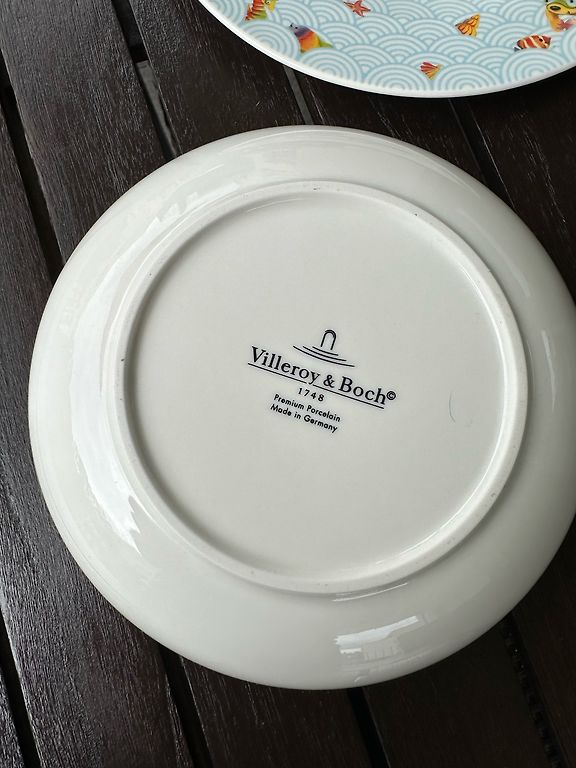 Villeroy & Boch©
1748
Premium Porcelain
Made in Germany